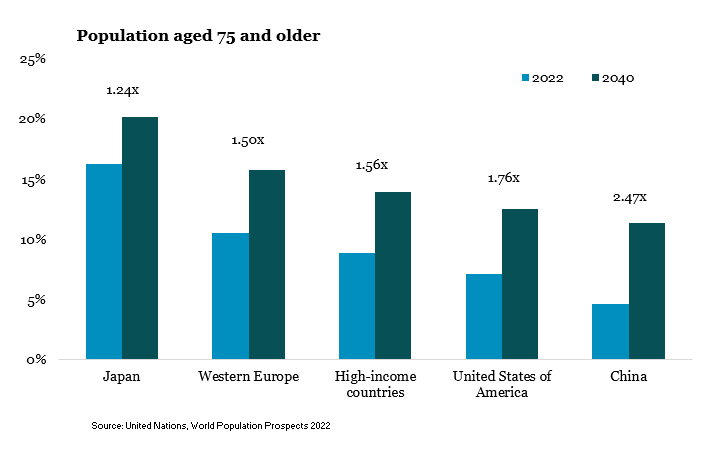 Population aged 75 and older
25%
20%
15%
10%
5%
0%
2022
2040
1.24x
1.50x
1.56x
1.76x
2.47x
Japan
Western Europe
High-income
countries
United States of
America
China
Source: United Nations, World Population Prospects 2022